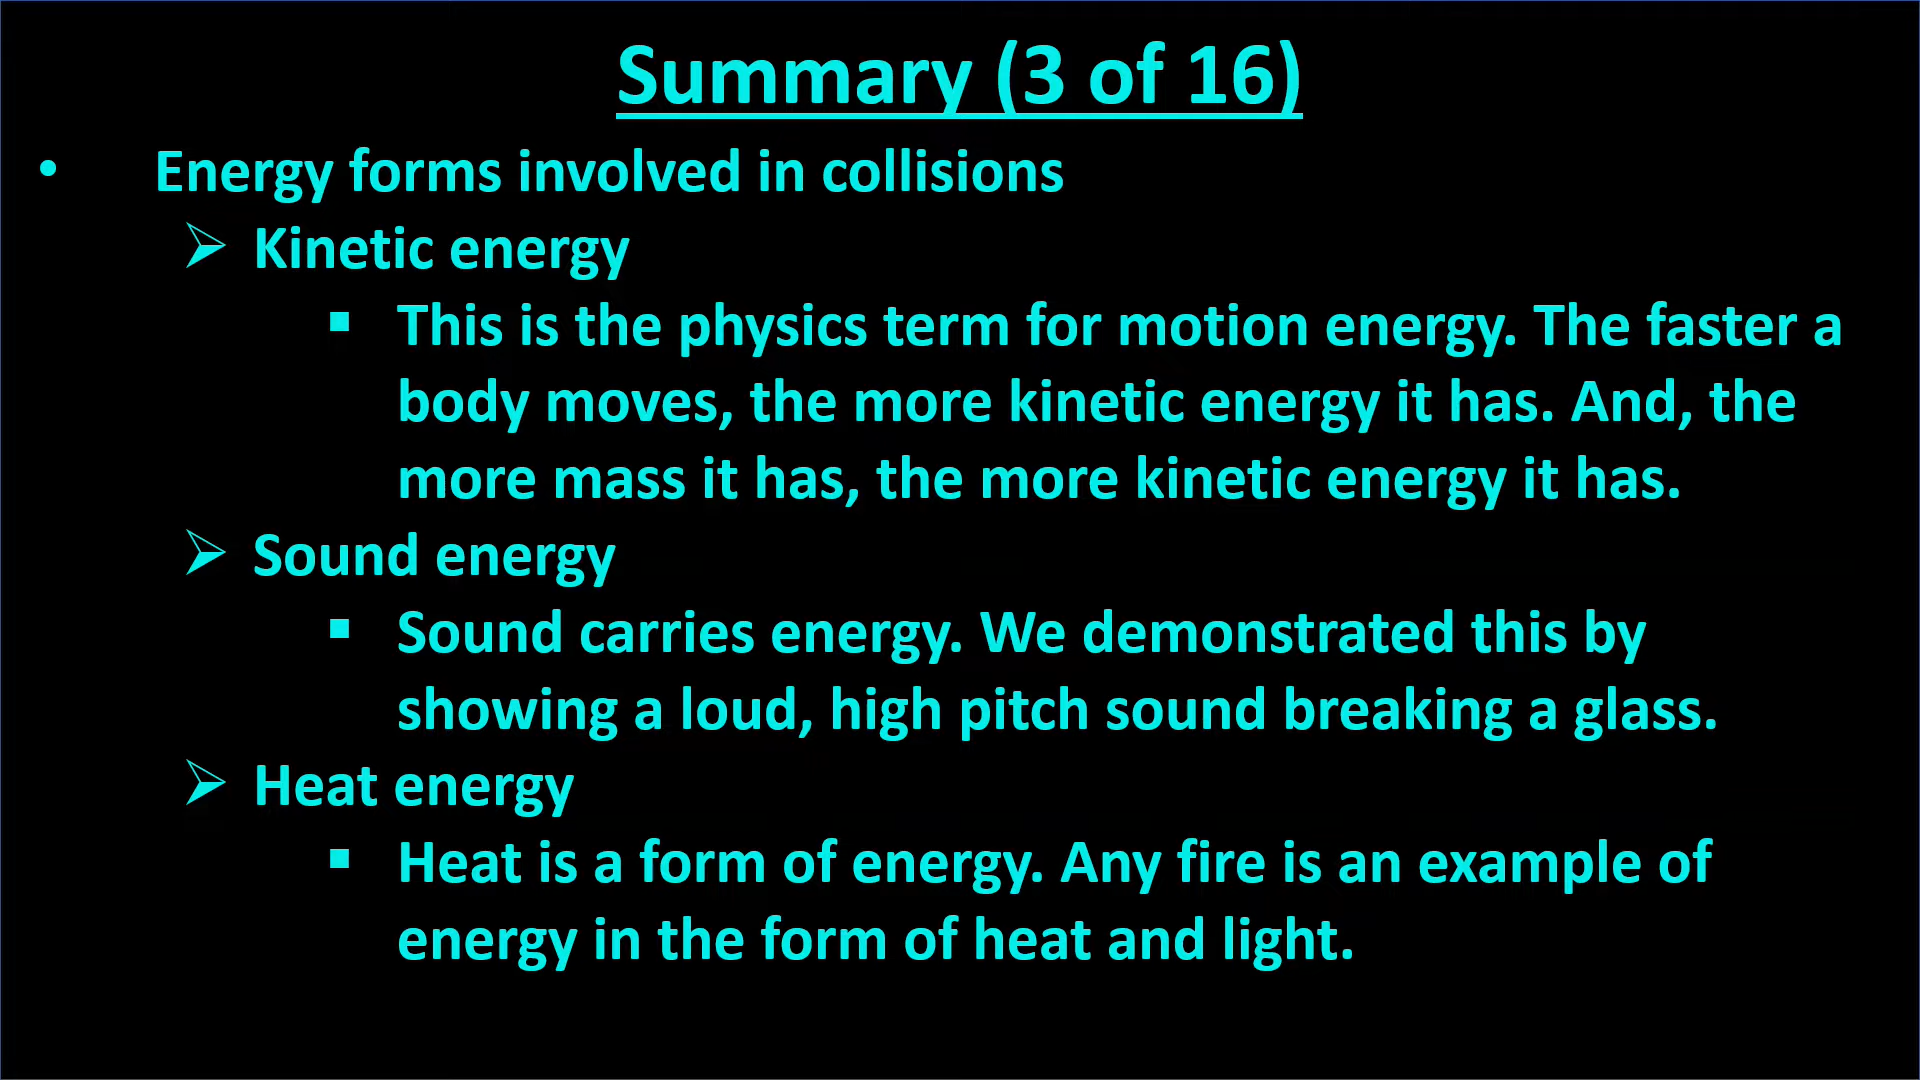 Summary (3 of 16)
• Energy forms involved in collisions
➢ Kinetic energy
▪ This is the physics term for motion energy. The faster a
body moves, the more kinetic energy it has. And, the
more mass it has, the more kinetic energy it has.
➢ Sound energy
▪ Sound carries energy. We demonstrated this by
showing a loud, high pitch sound breaking a glass.
➢ Heat energy
▪ Heat is a form of energy. Any fire is an example of
energy in the form of heat and light.